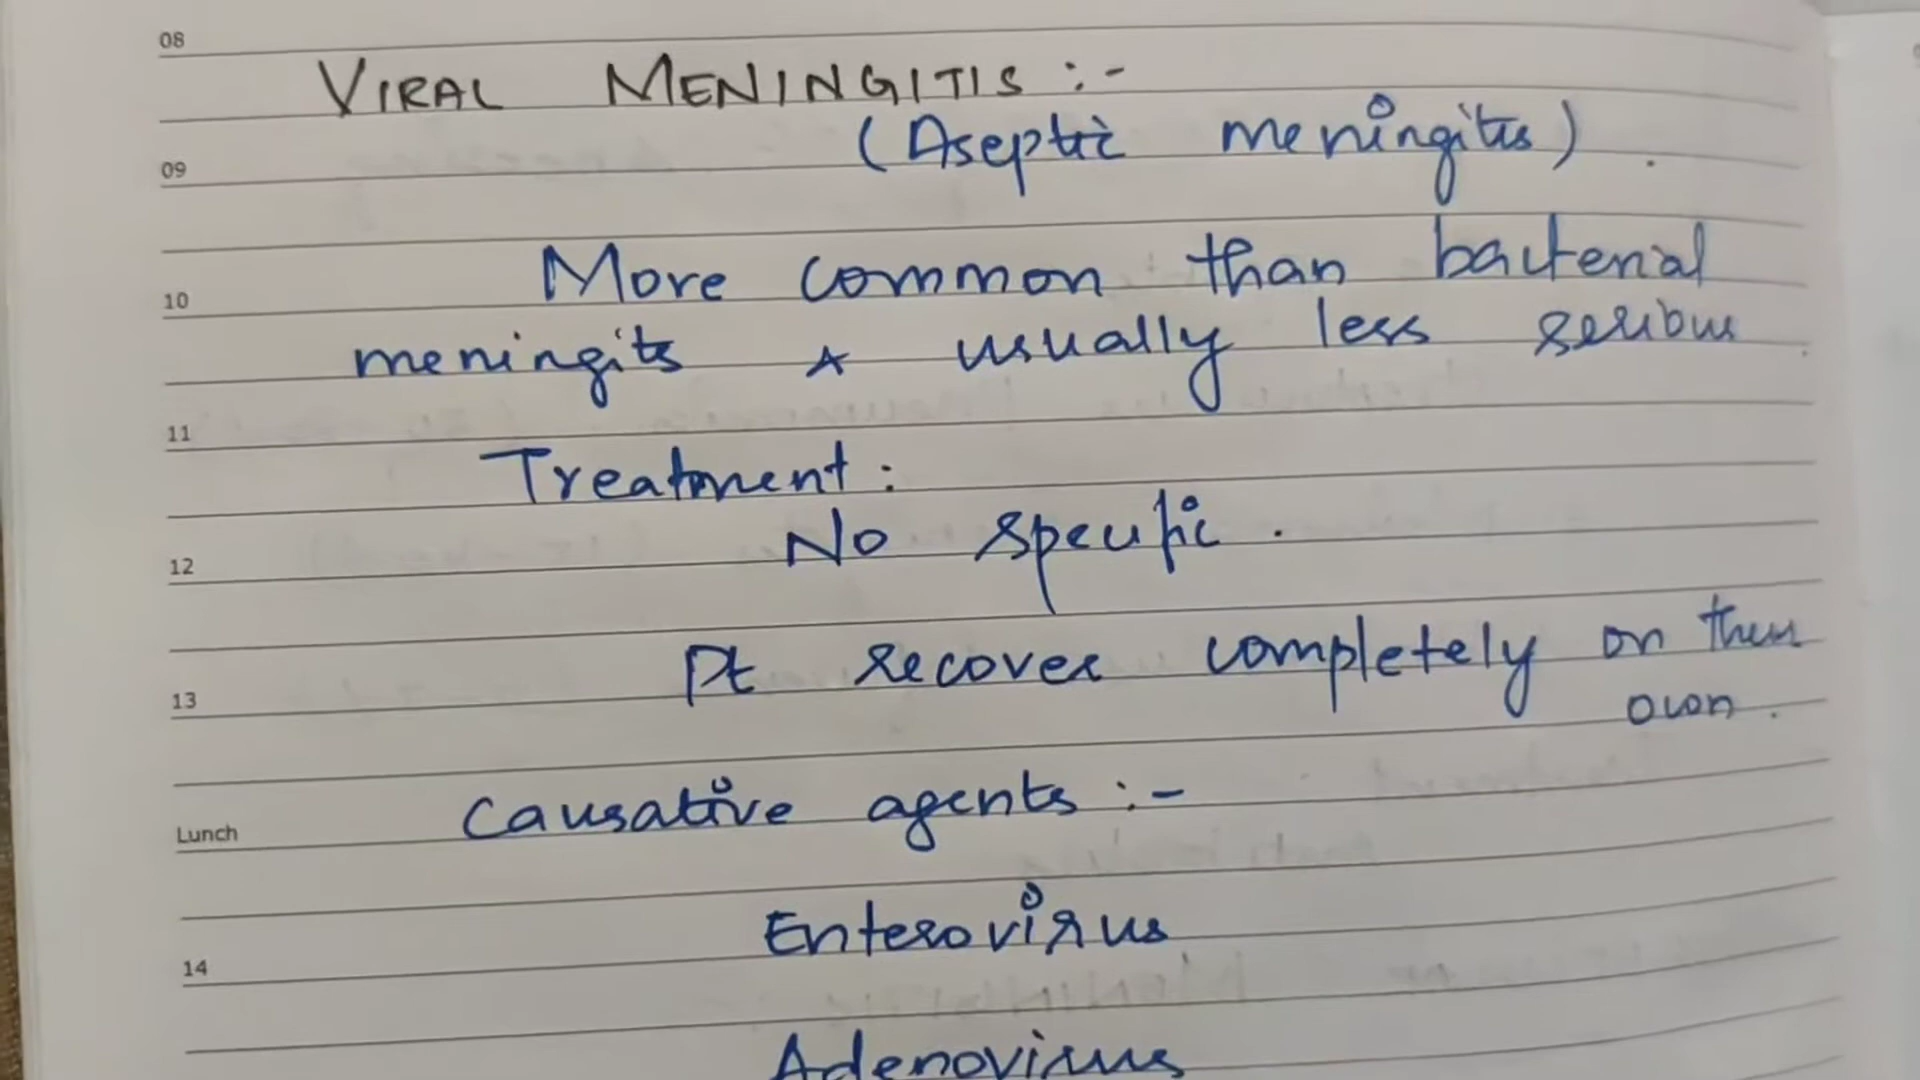 08
VIRAL MENINGITIS :-
(Aseptic meningitis)
09
More common than bacterial
10
meningitis & usually less serious
11
Treatment :
No specific .
12
Pt recover completely on their
13
own .
Causative agents :-
Lunch
Enterovirus
14
Adenovirus